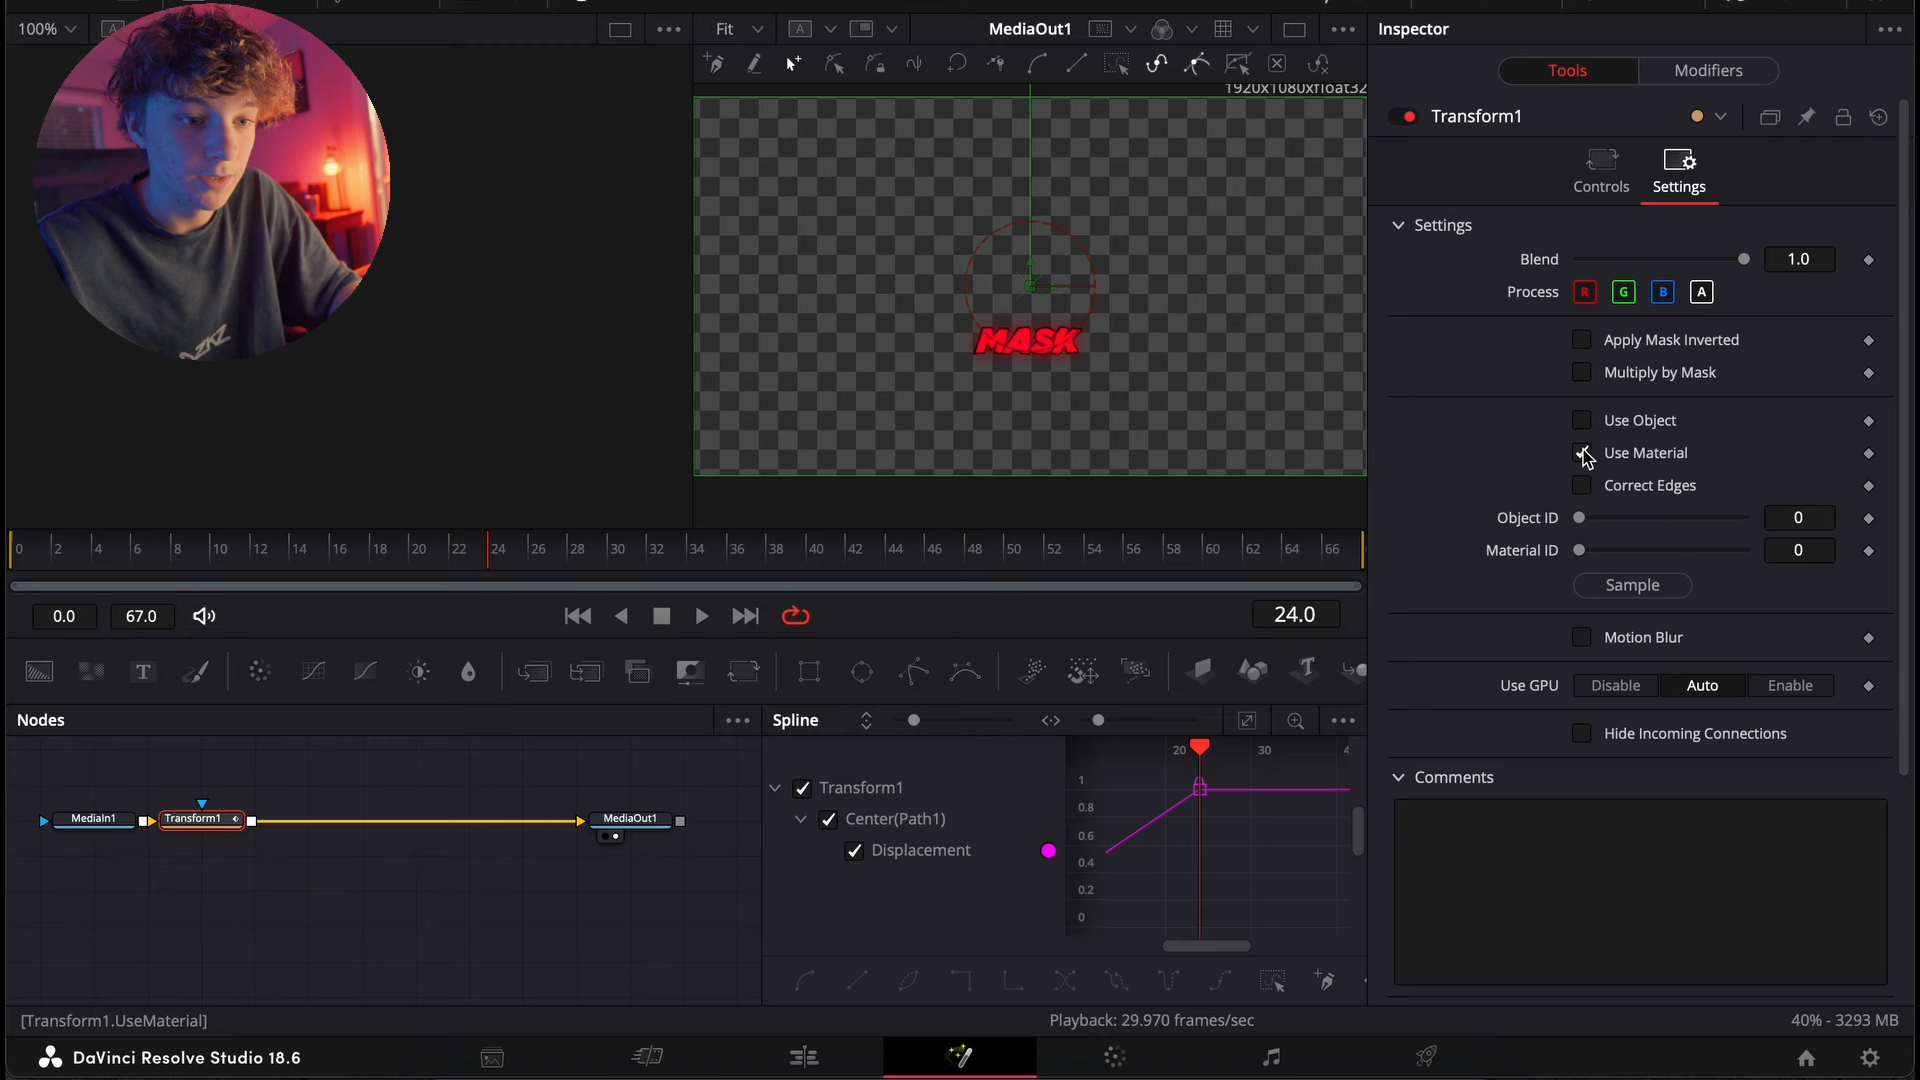 100%
Fit
MediaOut1
Inspector
Tools
Modifiers
1920x1080xfloat32
Transform1
Controls
Settings
Settings
Blend
1.0
Process
R
G
B
A
Apply Mask Inverted
MASK
Multiply by Mask
Use Object
Use Material
Correct Edges
Object ID
0
Material ID
0
Sample
0 2 4 6 8 10 12 14 16 18 20 22 24 26 28 30 32 34 36 38 40 42 44 46 48 50 52 54 56 58 60 62 64 66
0.0
67.0
24.0
Motion Blur
Use GPU
Disable
Auto
Enable
Nodes
Spline
Hide Incoming Connections
20
30
Comments
Transform1
Center(Path1)
Displacement
1
0.8
0.6
0.4
0.2
0
MediaIn1
Transform1
MediaOut1
[Transform1.UseMaterial]
Playback: 29.970 frames/sec
40% - 3293 MB
DaVinci Resolve Studio 18.6